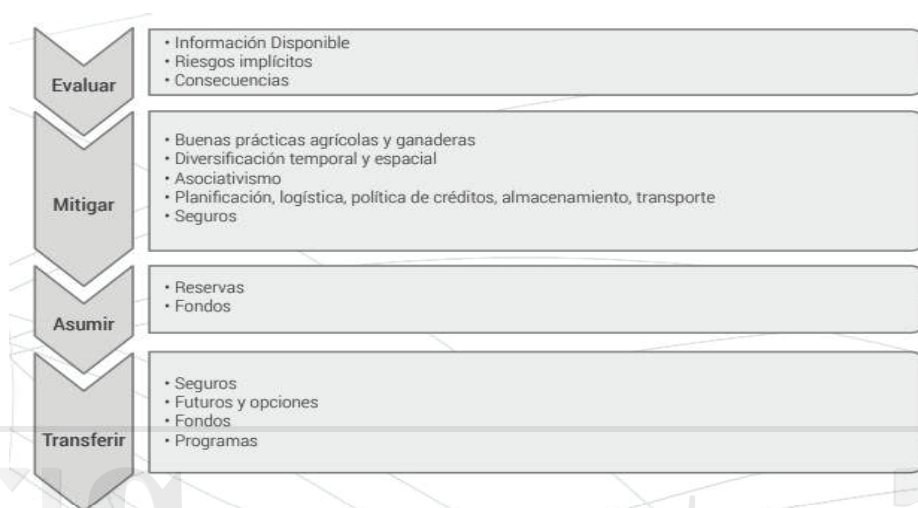 Evaluar
• Información Disponible
• Riesgos implícitos
• Consecuencias
Mitigar
• Buenas prácticas agrícolas y ganaderas
• Diversificación temporal y espacial
• Asociativismo
• Planificación, logística, política de créditos, almacenamiento, transporte
• Seguros
Asumir
• Reservas
• Fondos
Transferir
• Seguros
• Futuros y opciones
• Fondos
• Programas